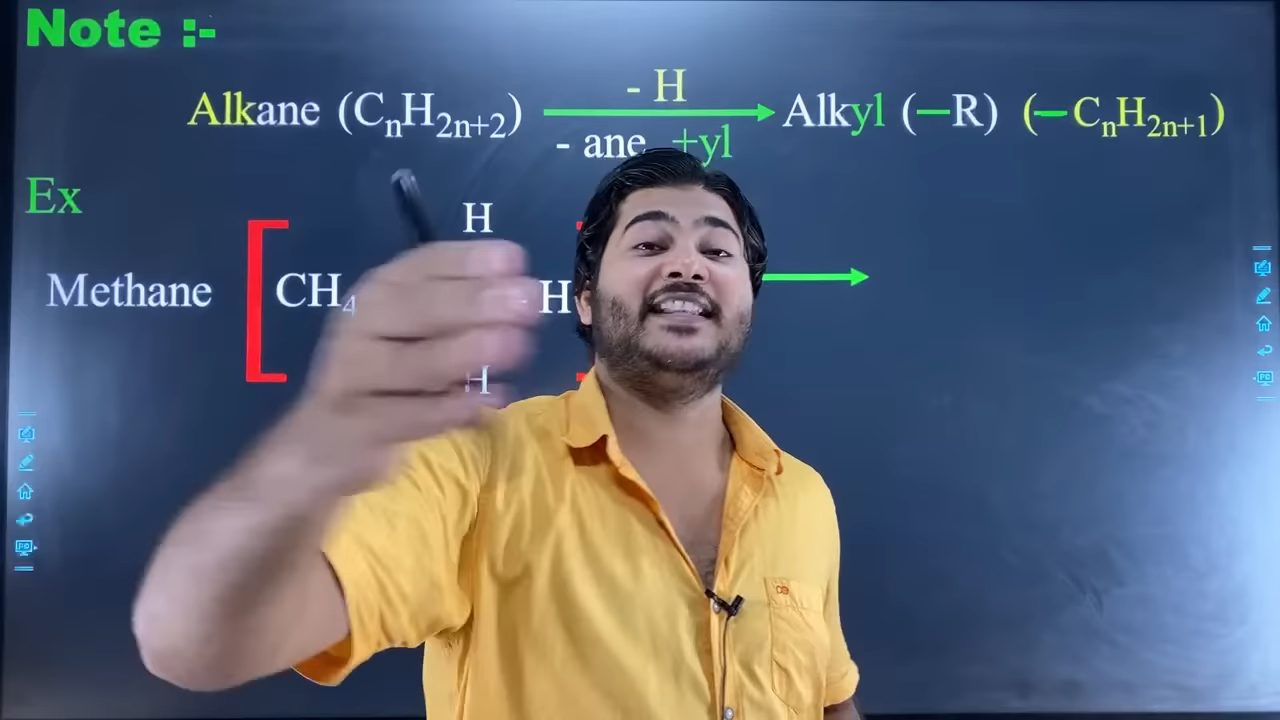 Note :-
- H
Alkane (CnH2n+2) Alkyl (–R) (–CnH2n+1)
- ane +yl
Ex
H
Methane [ CH4 H
H